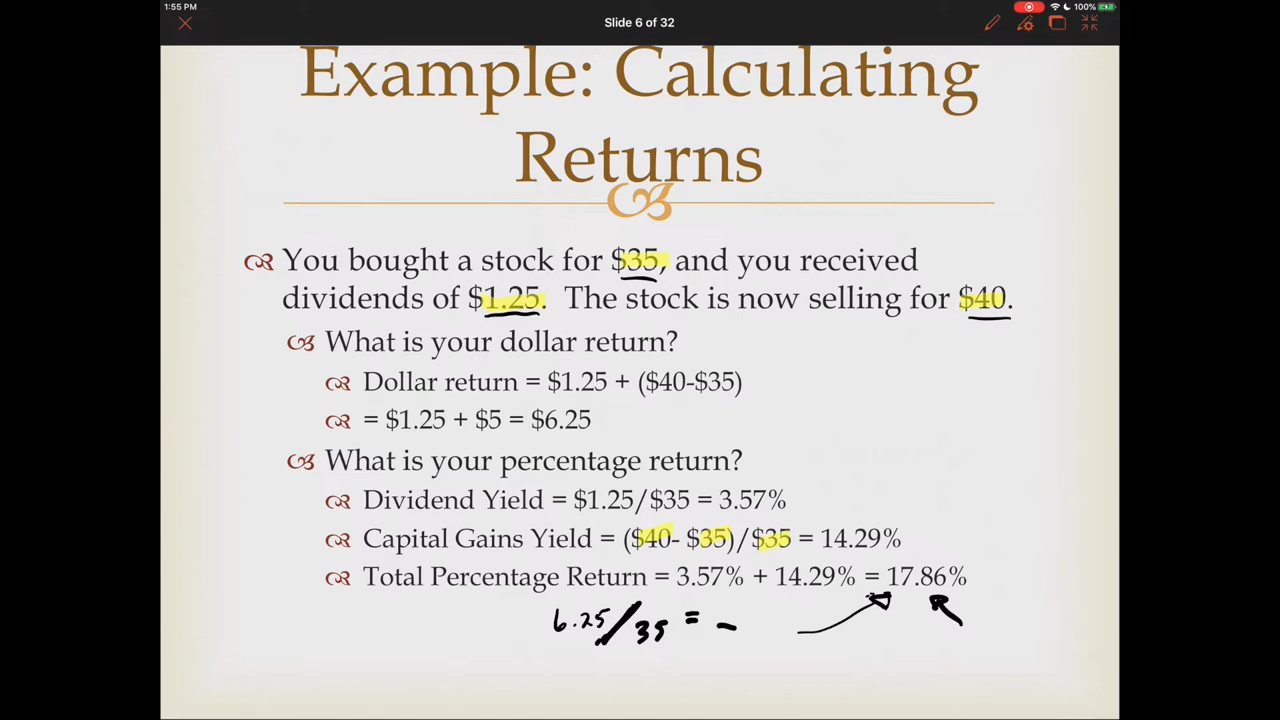 1:55 PM
100%
Slide 6 of 32
Example: Calculating
Returns
You bought a stock for $35, and you received
dividends of $1.25. The stock is now selling for $40.
What is your dollar return?
Dollar return = $1.25 + ($40-$35)
= $1.25 + $5 = $6.25
What is your percentage return?
Dividend Yield = $1.25/$35 = 3.57%
Capital Gains Yield = ($40- $35)/$35 = 14.29%
Total Percentage Return = 3.57% + 14.29% = 17.86%
6.25/35 = -